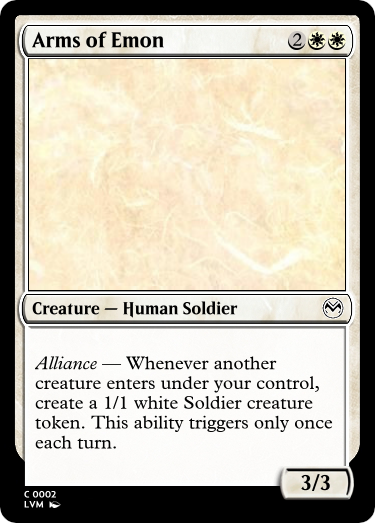 Arms of Emon 2
Creature — Human Soldier
Alliance — Whenever another
creature enters under your control,
create a 1/1 white Soldier creature
token. This ability triggers only once
each turn.
3/3
C 0002
LVM